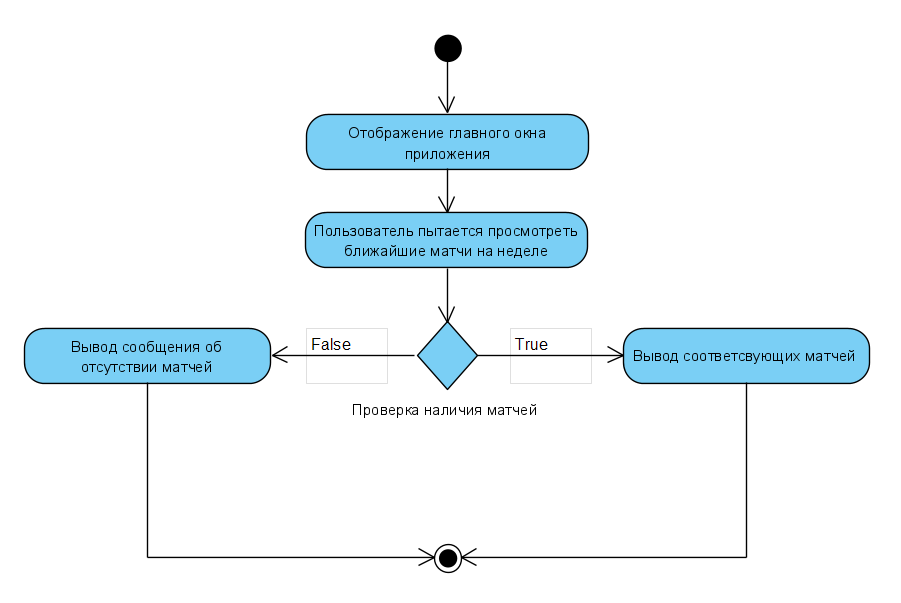 Отображение главного окна
приложения
Пользователь пытается просмотреть
ближайшие матчи на неделе
Вывод сообщения об
отсутствии матчей
False
True
Вывод соответсвующих матчей
Проверка наличия матчей